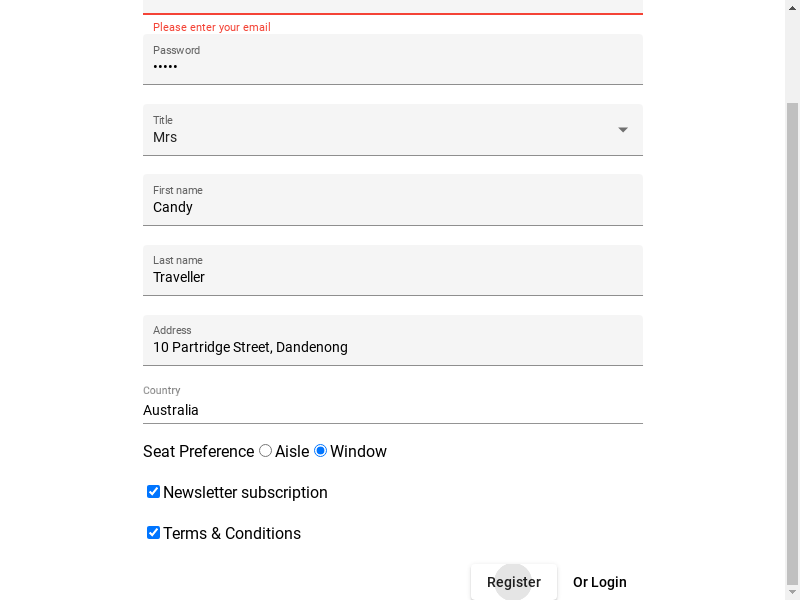 Please enter your email
Password
•••••
Title
Mrs
First name
Candy
Last name
Traveller
Address
10 Partridge Street, Dandenong
Country
Australia
Seat Preference Aisle Window
Newsletter subscription
Terms & Conditions
Register Or Login